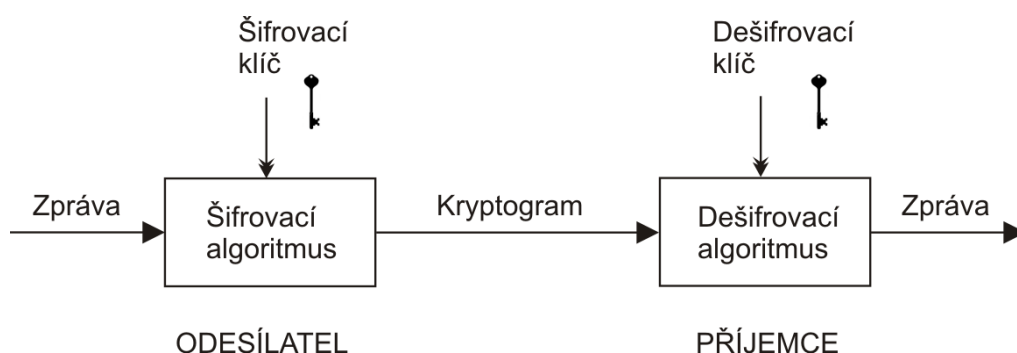 Šifrovací
klíč
Dešifrovací
klíč
Zpráva
Šifrovací
algoritmus
Kryptogram
Dešifrovací
algoritmus
Zpráva
ODESÍLATEL
PŘÍJEMCE